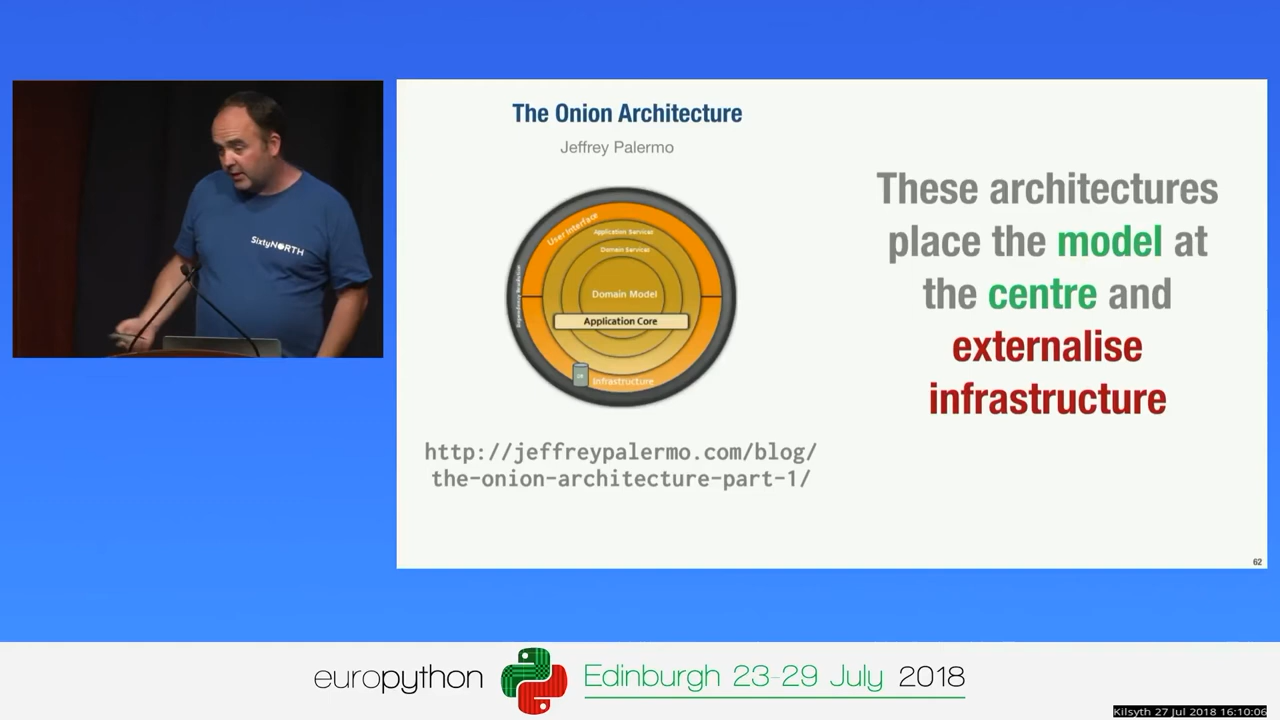 SixtyNORTH
The Onion Architecture
Jeffrey Palermo
User Interface
Application Services
Domain Services
Domain Model
Application Core
DB
Infrastructure
http://jeffreypalermo.com/blog/
the-onion-architecture-part-1/
These architectures
place the model at
the centre and
externalise
infrastructure
62
europython
Edinburgh 23-29 July 2018
Kilsyth 27 Jul 2018 16:10:06